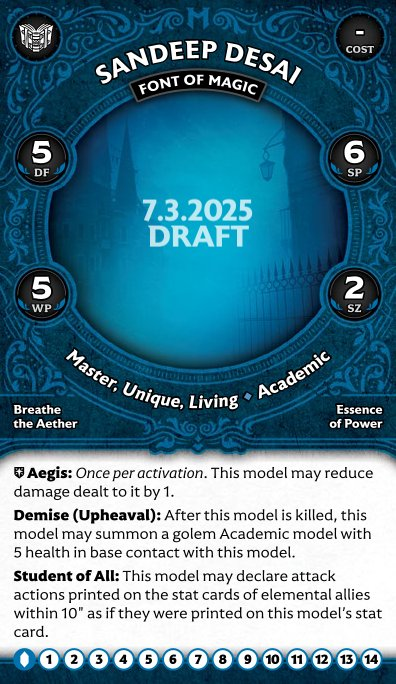 -
COST
SANDEEP DESAI
FONT OF MAGIC
5
DF
6
SP
7.3.2025
DRAFT
5
WP
2
SZ
Master, Unique, Living ⬥ Academic
Breathe
the Aether
Essence
of Power
Aegis: Once per activation. This model may reduce
damage dealt to it by 1.
Demise (Upheaval): After this model is killed, this
model may summon a golem Academic model with
5 health in base contact with this model.
Student of All: This model may declare attack
actions printed on the stat cards of elemental allies
within 10" as if they were printed on this model's stat
card.
1 2 3 4 5 6 7 8 9 10 11 12 13 14